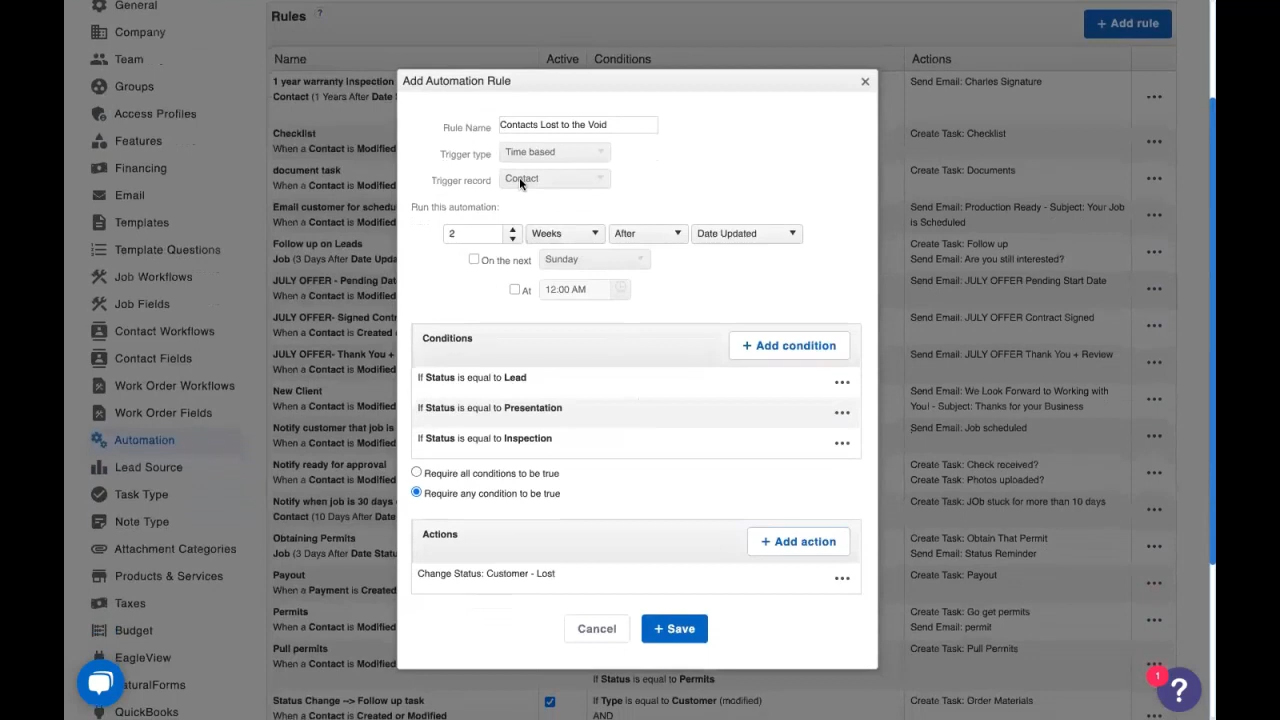 General
Company
Team
Groups
Access Profiles
Features
Financing
Email
Templates
Template Questions
Job Workflows
Job Fields
Contact Workflows
Contact Fields
Work Order Workflows
Work Order Fields
Automation
Lead Source
Task Type
Note Type
Attachment Categories
Products & Services
Taxes
Budget
EagleView
NaturalForms
QuickBooks
Rules ?
+ Add rule
Name Active Conditions Actions
1 year warranty Inspection
Contact (1 Years After Date
Send Email: Charles Signature
Checklist
When a Contact is Modified
Create Task: Checklist
document task
When a Contact is Modified
Create Task: Documents
Email customer for schedu
When a Contact is Modified
Send Email: Production Ready - Subject: Your Job
is Scheduled
Follow up on Leads
Job (3 Days After Date Upda
Create Task: Follow up
Send Email: Are you still interested?
JULY OFFER - Pending Dat
When a Contact is Modified
Send Email: JULY OFFER Pending Start Date
JULY OFFER- Signed Contr
When a Contact is Created
Send Email: JULY OFFER Contract Signed
JULY OFFER- Thank You +
When a Contact is Modified
Send Email: JULY OFFER Thank You + Review
New Client
When a Contact is Modified
Send Email: We Look Forward to Working with
You! - Subject: Thanks for your Business
Notify customer that job is
When a Contact is Modified
Send Email: Job scheduled
Notify ready for approval
When a Contact is Modified
Create Task: Check received?
Create Task: Photos uploaded?
Notify when job is 30 days
Contact (10 Days After Date
Create Task: JOb stuck for more than 10 days
Obtaining Permits
Job (3 Days After Date Statu
Create Task: Obtain That Permit
Send Email: Status Reminder
Payout
When a Payment is Created
Create Task: Payout
Permits
When a Contact is Modified
Create Task: Go get permits
Send Email: permit
Pull permits
When a Contact is Modified
If Status is equal to Permits
Create Task: Pull Permits
Status Change --> Follow up task
When a Contact is Created or Modified
If Type is equal to Customer (modified)
AND
Create Task: Order Materials
Add Automation Rule
Rule Name Contacts Lost to the Void
Trigger type Time based
Trigger record Contact
Run this automation:
2 Weeks After Date Updated
On the next Sunday
At 12:00 AM
Conditions + Add condition
If Status is equal to Lead
If Status is equal to Presentation
If Status is equal to Inspection
Require all conditions to be true
Require any condition to be true
Actions + Add action
Change Status: Customer - Lost
Cancel + Save
1
?